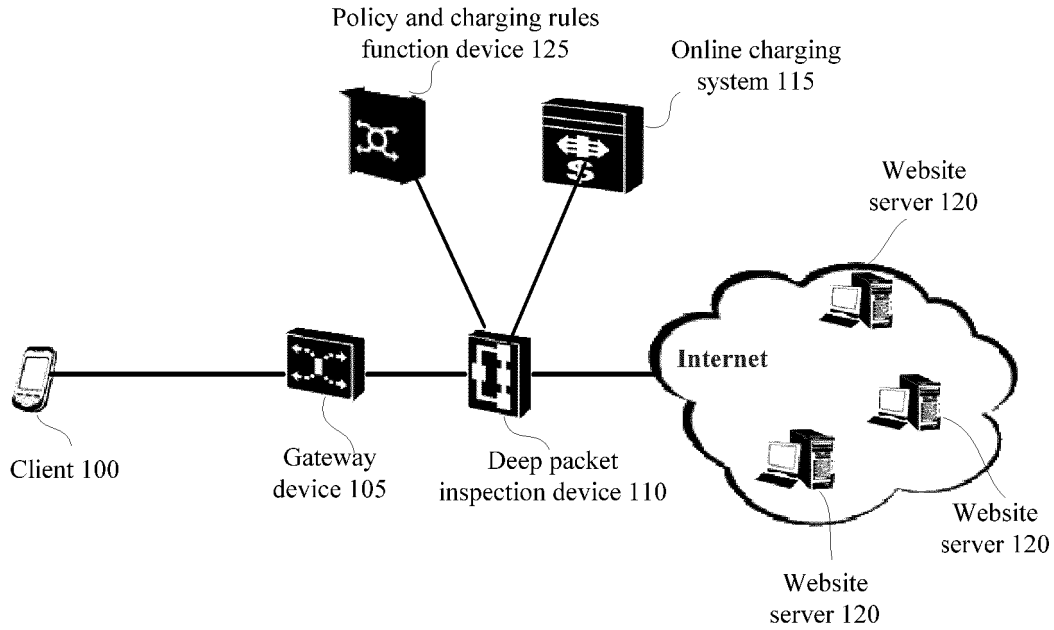 Policy and charging rules
function device 125
Online charging
system 115
Website
server 120
Internet
Client 100
Gateway
device 105
Deep packet
inspection device 110
Website
server 120
Website
server 120
$